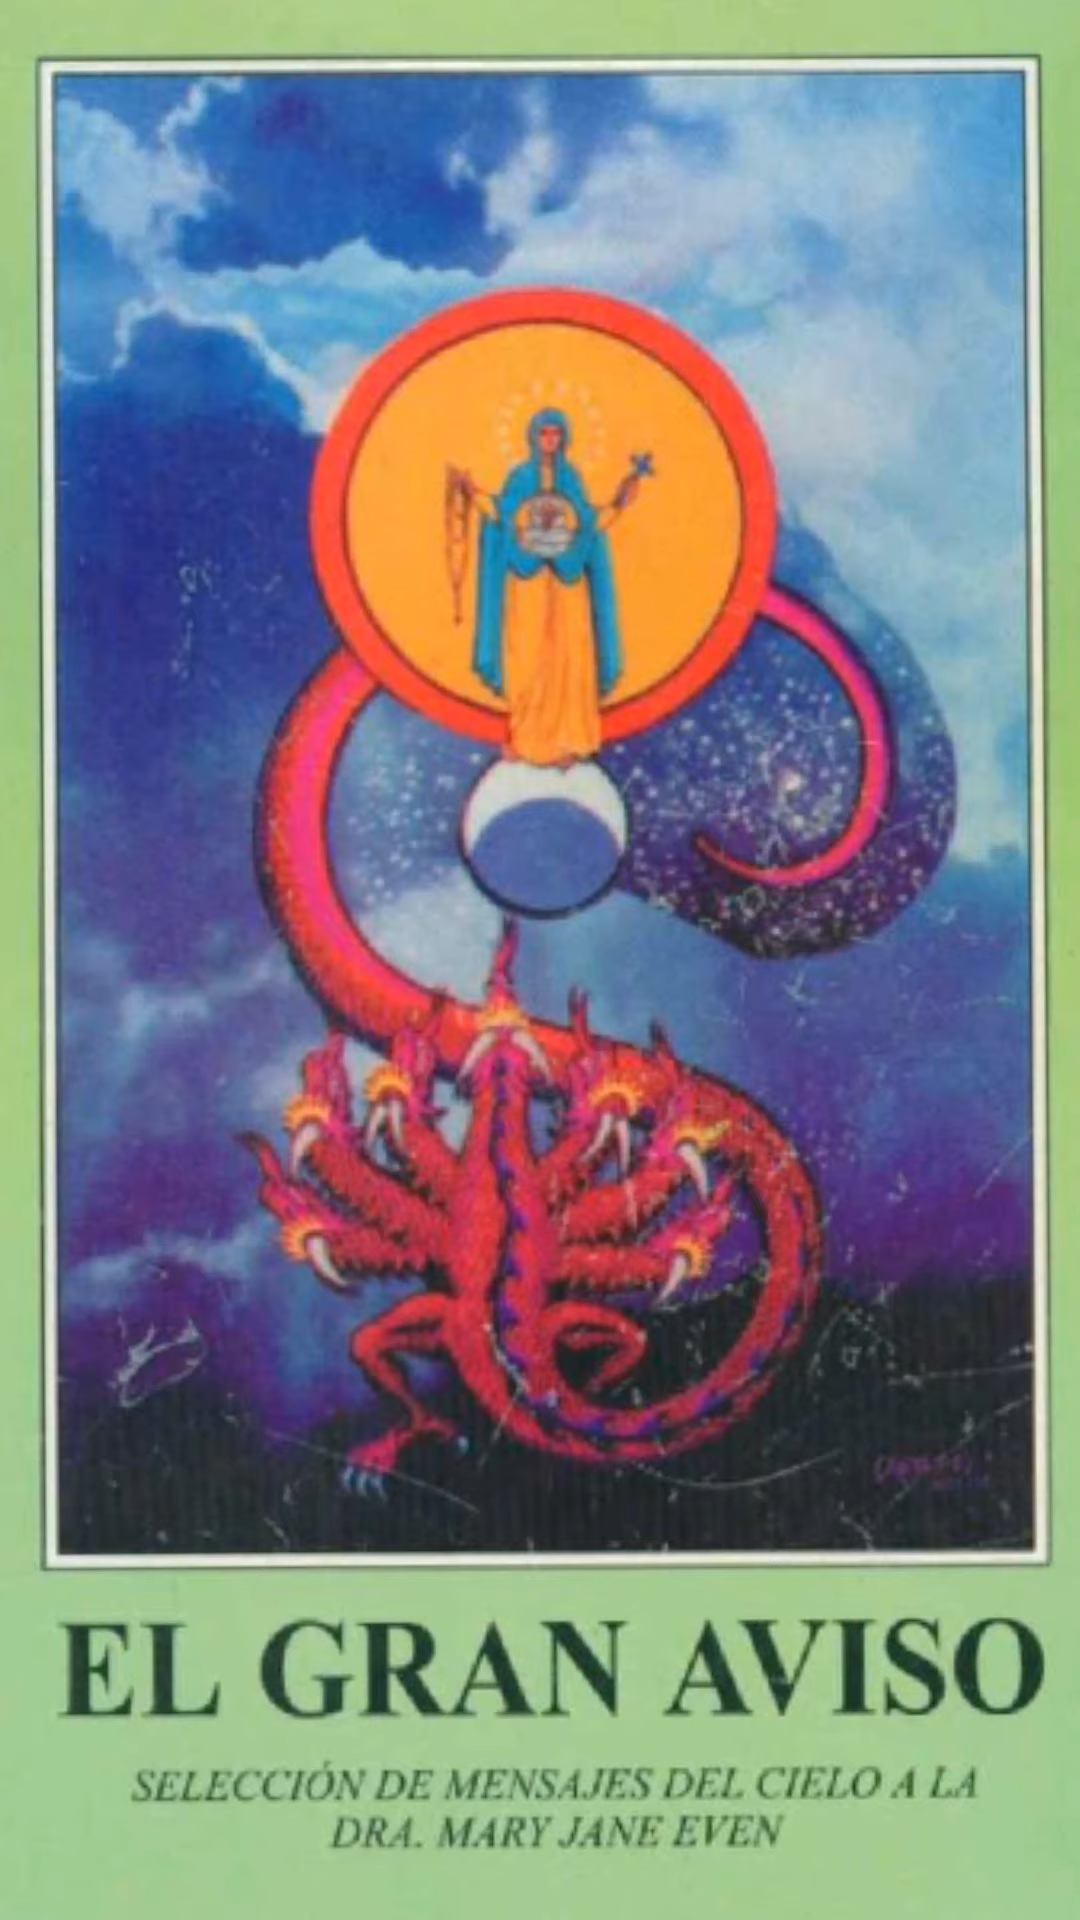 EL GRAN AVISO
SELECCIÓN DE MENSAJES DEL CIELO A LA
DRA. MARY JANE EVEN